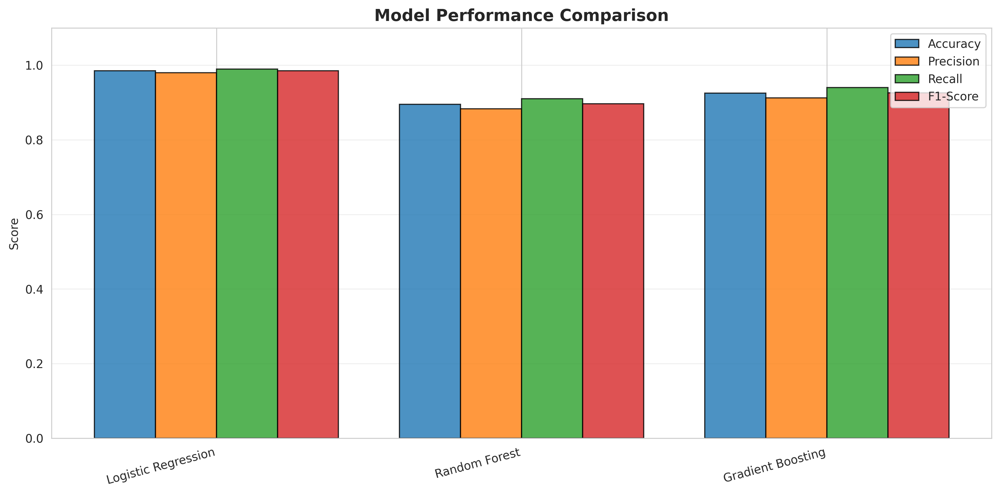 Model Performance Comparison
Accuracy
Precision
Recall
F1-Score
1.0
0.8
0.6
0.4
0.2
0.0
Score
Logistic Regression
Random Forest
Gradient Boosting